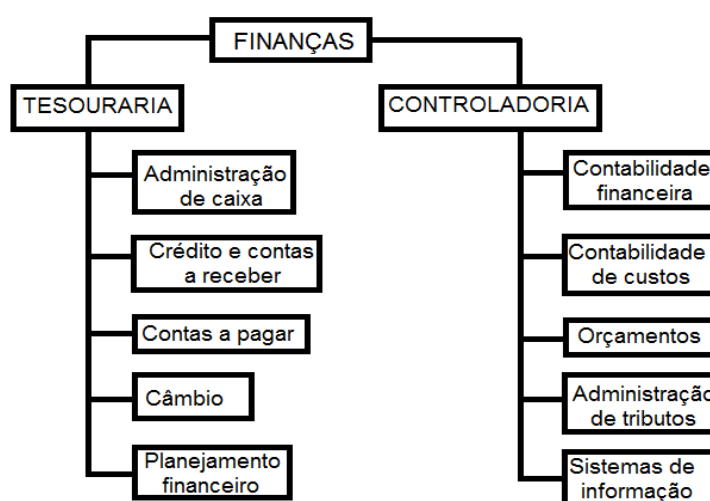 FINANÇAS
TESOURARIA
Administração
de caixa
Crédito e contas
a receber
Contas a pagar
Câmbio
Planejamento
financeiro
CONTROLADORIA
Contabilidade
financeira
Contabilidade
de custos
Orçamentos
Administração
de tributos
Sistemas de
informação